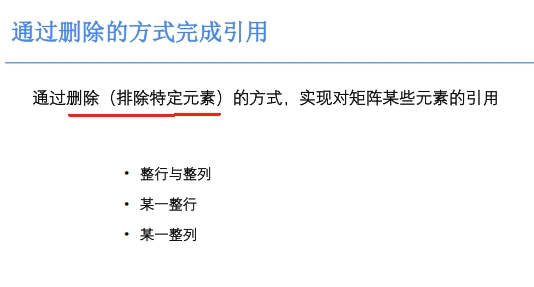 通过删除的方式完成引用
通过删除（排除特定元素）的方式，实现对矩阵某些元素的引用
• 整行与整列
• 某一整行
• 某一整列